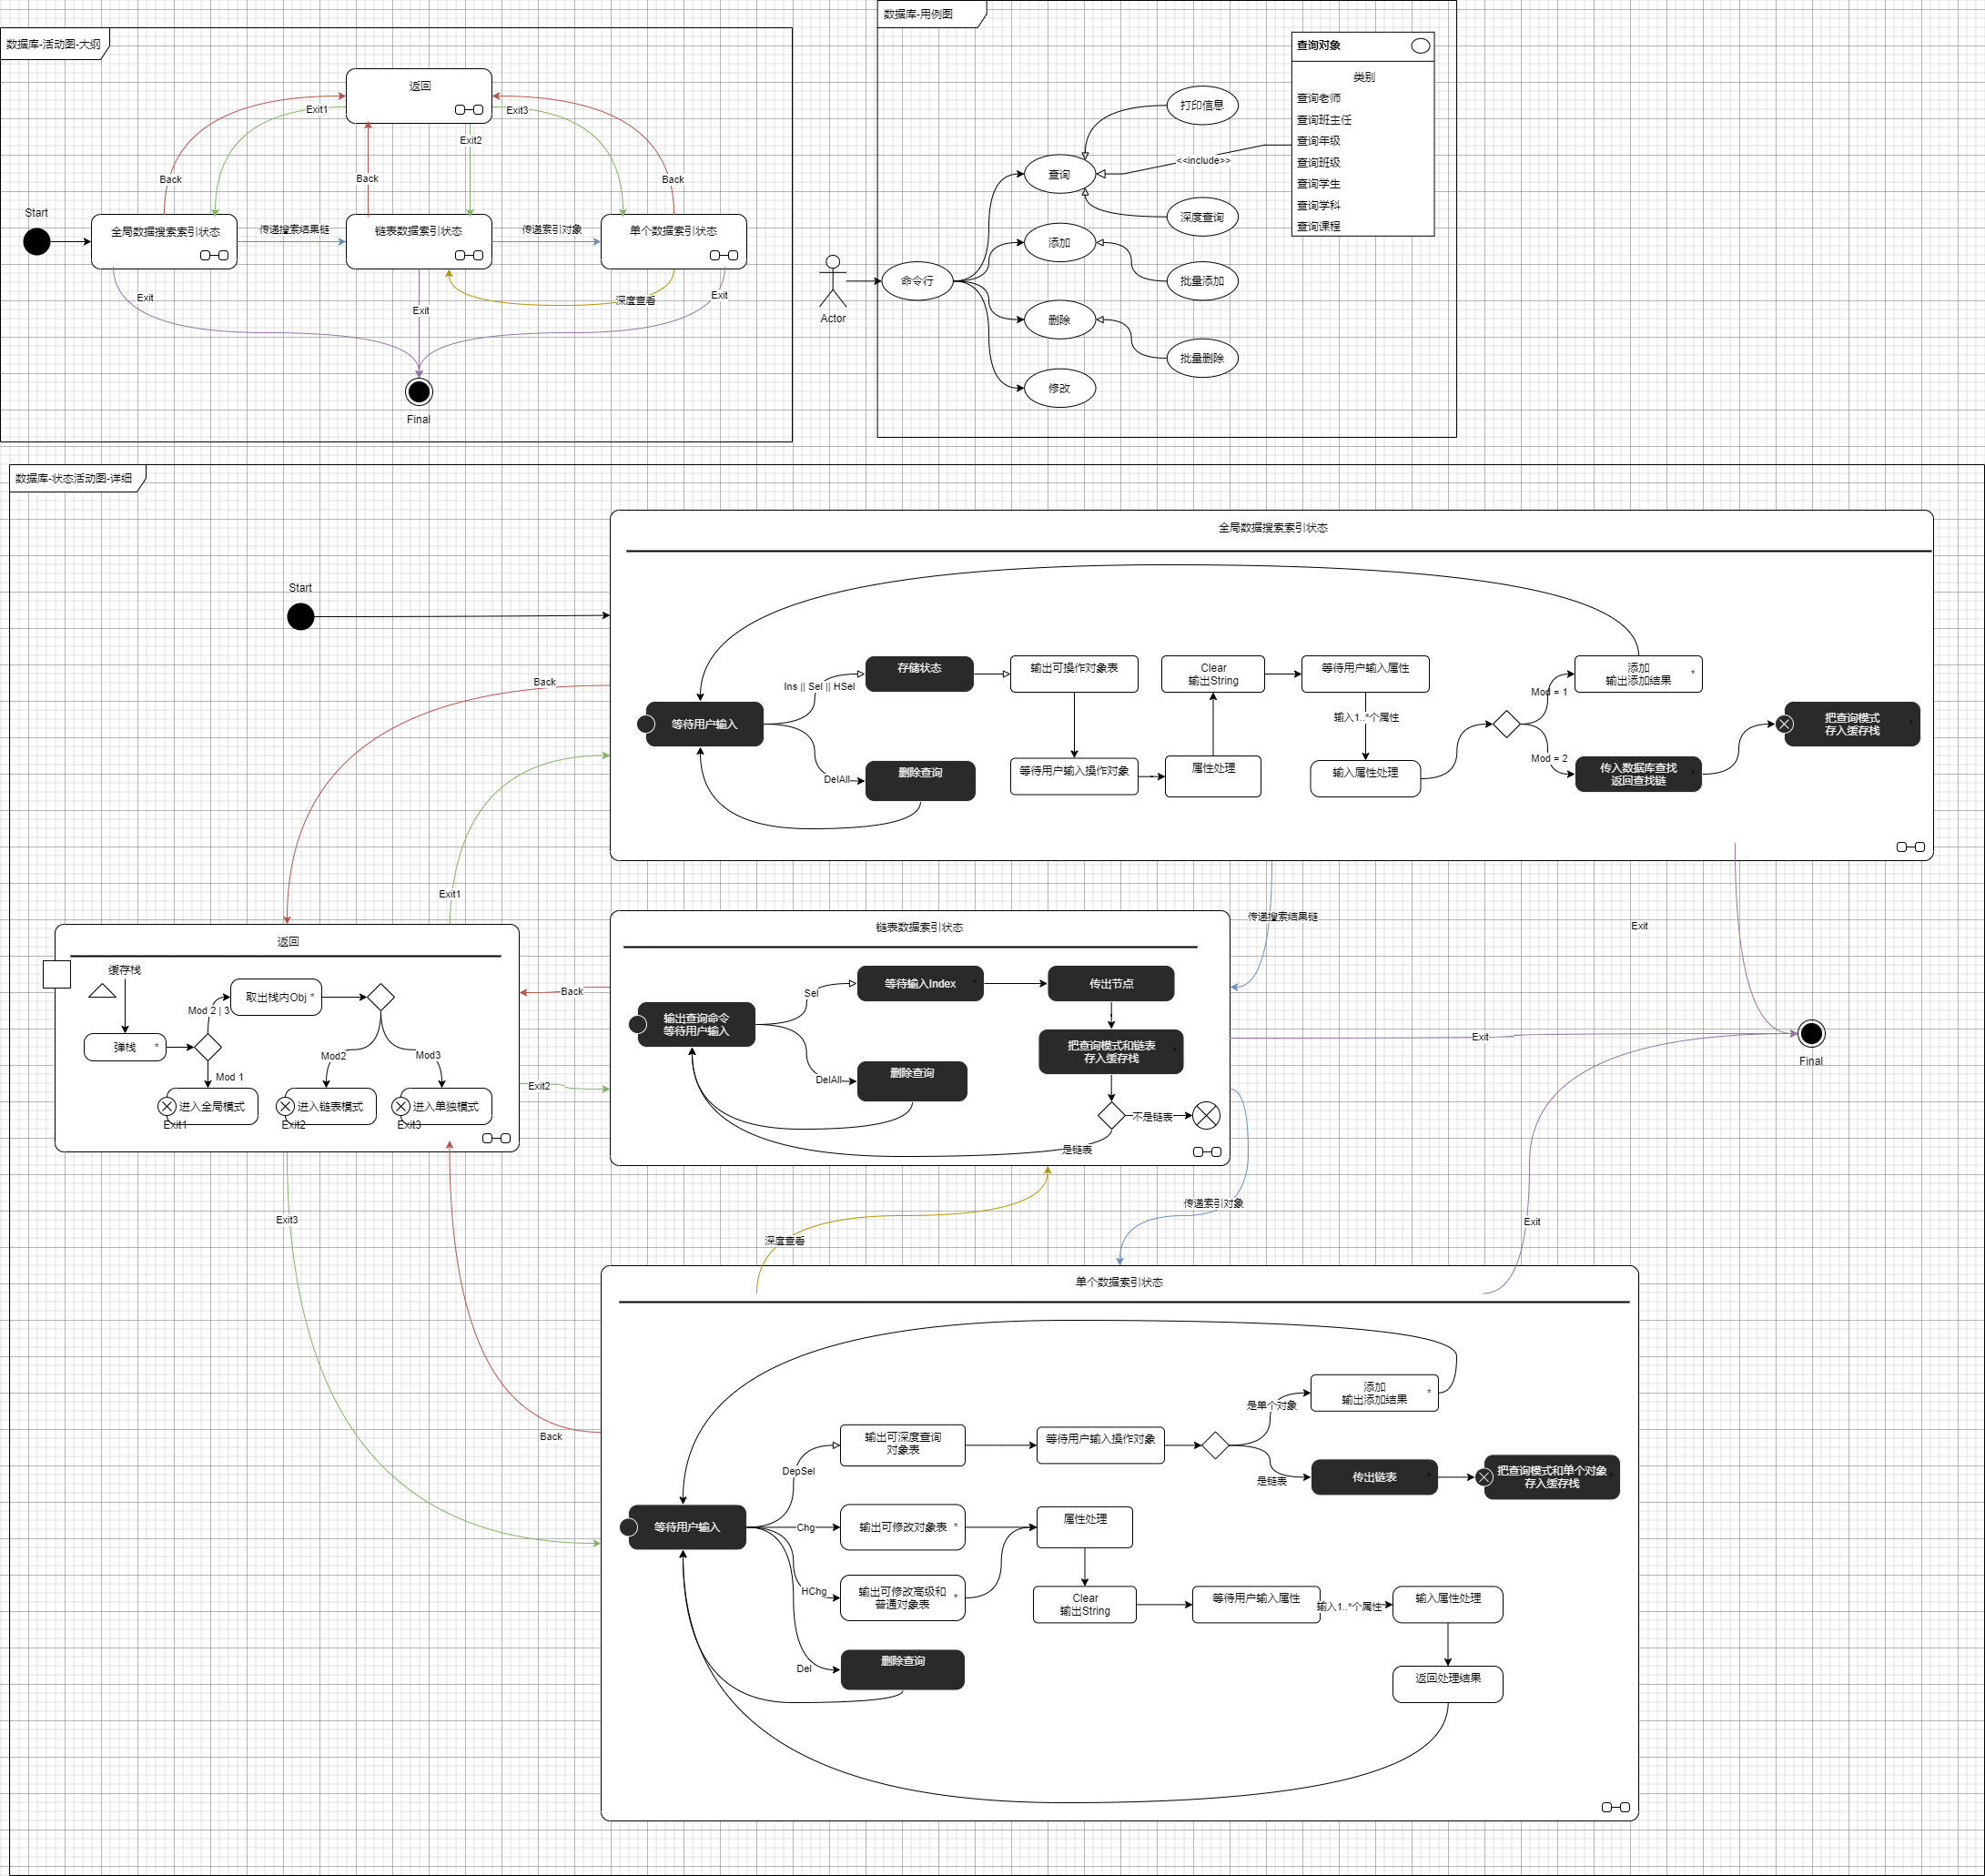 数据库-活动图-大纲
返回
Exit1
Exit3
Exit2
Back
Back
Back
Start
全局数据搜索索引状态
传递搜索结果链
链表数据索引状态
传递索引对象
单个数据索引状态
Exit
Exit
深度查看
Exit
Final
数据库-用例图
查询对象
类别
查询老师
查询班主任
查询年级
查询班级
查询学生
查询学科
查询课程
打印信息
<<include>>
查询
深度查询
添加
批量添加
命令行
Actor
删除
批量删除
修改
数据库-状态活动图-详细
全局数据搜索索引状态
Start
Back
Ins || Sel || HSel
存储状态
输出可操作对象表
Clear
输出String
等待用户输入属性
添加
输出添加结果
*
Mod = 1
等待用户输入
输入1..*个属性
把查询模式
存入缓存栈
*
DelAll
删除查询
等待用户输入操作对象
属性处理
输入属性处理
Mod = 2
传入数据库查找
返回查找链
*
Exit1
返回
缓存栈
取出栈内Obj *
Mod 2 | 3
弹栈
*
Mod2
Mod3
Mod 1
进入全局模式
Exit1
进入链表模式
Exit2
进入单独模式
Exit3
Back
Exit2
链表数据索引状态
传递搜索结果链
Exit
Sel
等待输入Index
*
传出节点
输出查询命令
等待用户输入
把查询模式和链表
存入缓存栈
*
DelAll
删除查询
不是链表
是链表
Exit
Final
传递索引对象
Exit3
深度查看
Exit
Back
单个数据索引状态
添加
输出添加结果
*
是单个对象
输出可深度查询
对象表
等待用户输入操作对象
DepSel
是链表
传出链表
*
把查询模式和单个对象
存入缓存栈
*
等待用户输入
Chg
输出可修改对象表
*
属性处理
HChg
输出可修改高级和
普通对象表
*
Clear
输出String
等待用户输入属性
输入1..*个属性
输入属性处理
Del
删除查询
返回处理结果